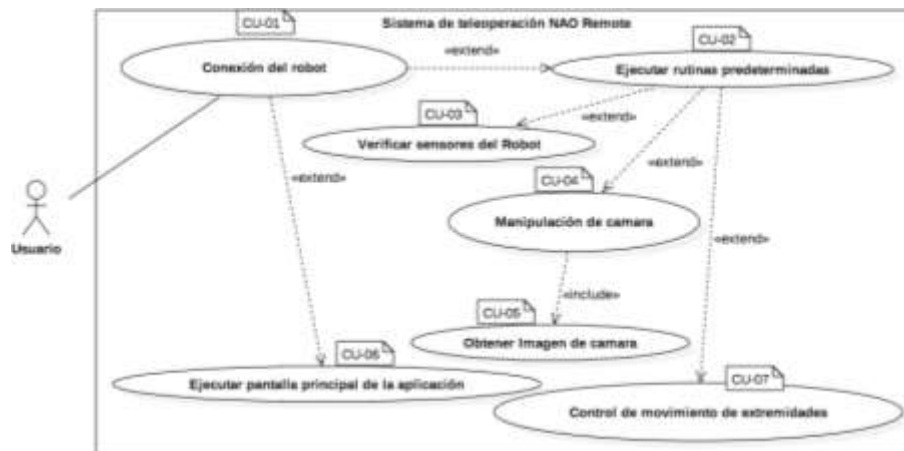 CU-01
Sistema de teleoperación NAO Remote
«extend»
CU-02
Conexión del robot
Ejecutar rutinas predeterminadas
CU-03
«extend»
Verificar sensores del Robot
«extend»
«extend»
CU-04
Manipulación de camara
«extend»
Usuario
«include»
CU-05
Obtener Imagen de camara
CU-06
Ejecutar pantalla principal de la aplicación
CU-07
Control de movimiento de extremidades